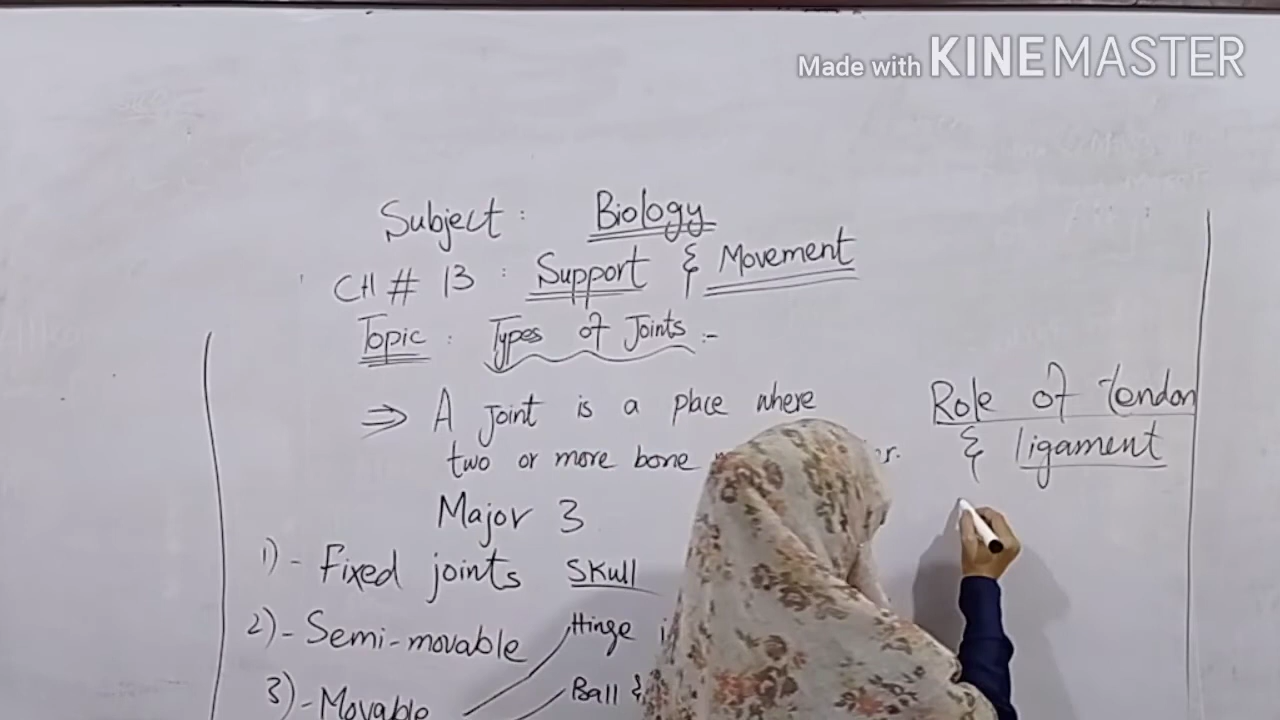 Made with KINEMASTER
Subject : Biology
CH # 13 : Support & Movement
Topic : Types of Joints :-
⇒ A joint is a place where
two or more bone
Major 3
1)- Fixed joints Skull
2)- Semi-movable
Hinge
3)- Movable
Ball &
Role of tendon
& ligament